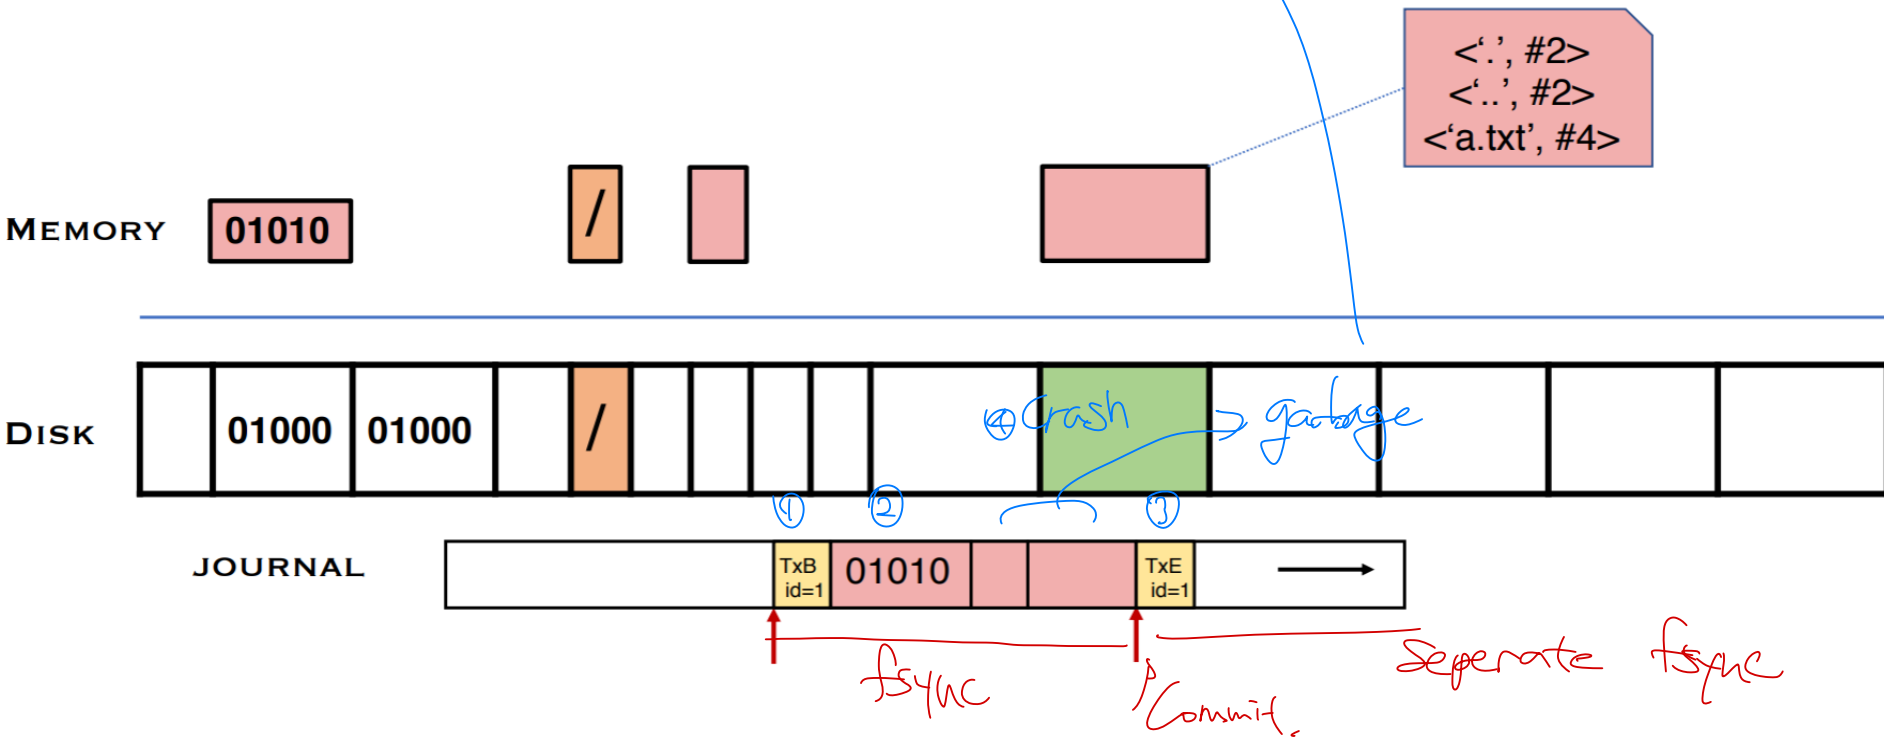 <‘.’, #2>
<‘..’, #2>
<‘a.txt’, #4>
MEMORY
01010
/
DISK
01000
01000
/
④ Crash
garbage
①
②
③
JOURNAL
TxB
id=1
01010
TxE
id=1
fsync
Commit.
Seperate fsync